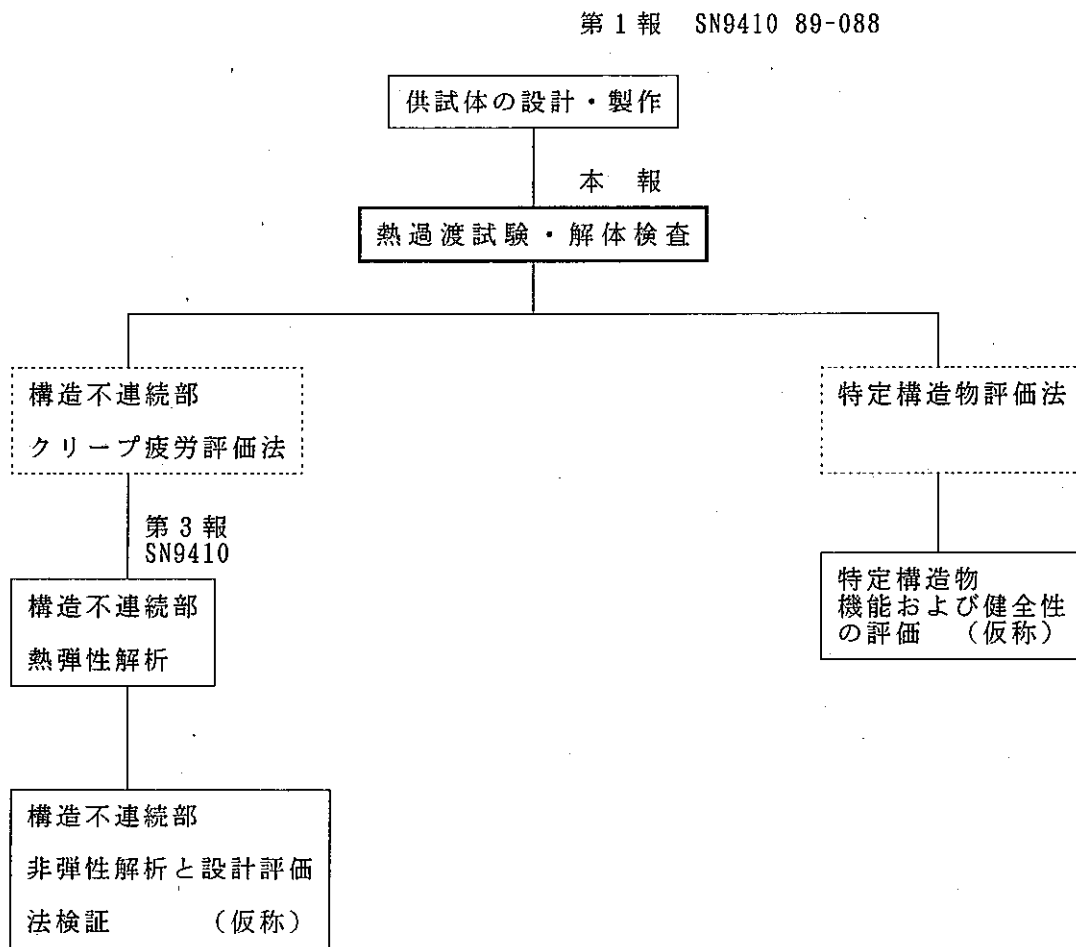 第1報 SN9410 89-088
供試体の設計・製作
本 報
熱過渡試験・解体検査
構造不連続部
クリープ疲労評価法
特定構造物評価法
第3報
SN9410
構造不連続部
熱弾性解析
特定構造物
機能および健全性
の評価 （仮称）
構造不連続部
非弾性解析と設計評価
法検証 （仮称）